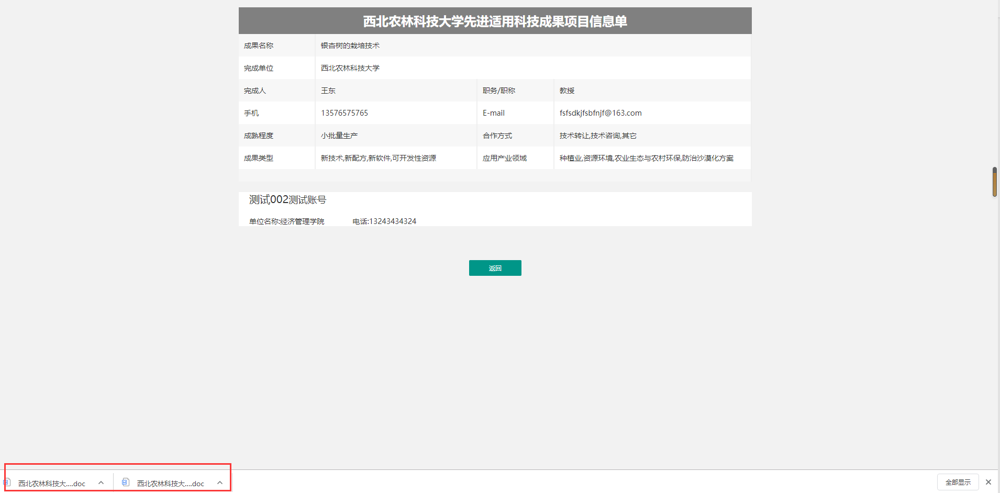 西北农林科技大学先进适用科技成果项目信息单
成果名称 银杏树的栽培技术
完成单位 西北农林科技大学
完成人 王东 职务/职称 教授
手机 13576575765 E-mail fsfsdkjfsbfnjf@163.com
成熟程度 小批量生产 合作方式 技术转让,技术咨询,其它
成果类型 新技术,新配方,新软件,可开发性资源 应用产业领域 种植业,资源环境,农业生态与农村环保,防治沙漠化方案
测试002测试账号
单位名称:经济管理学院 电话:13243434324
返回
西北农林科技大....doc 西北农林科技大....doc 全部显示